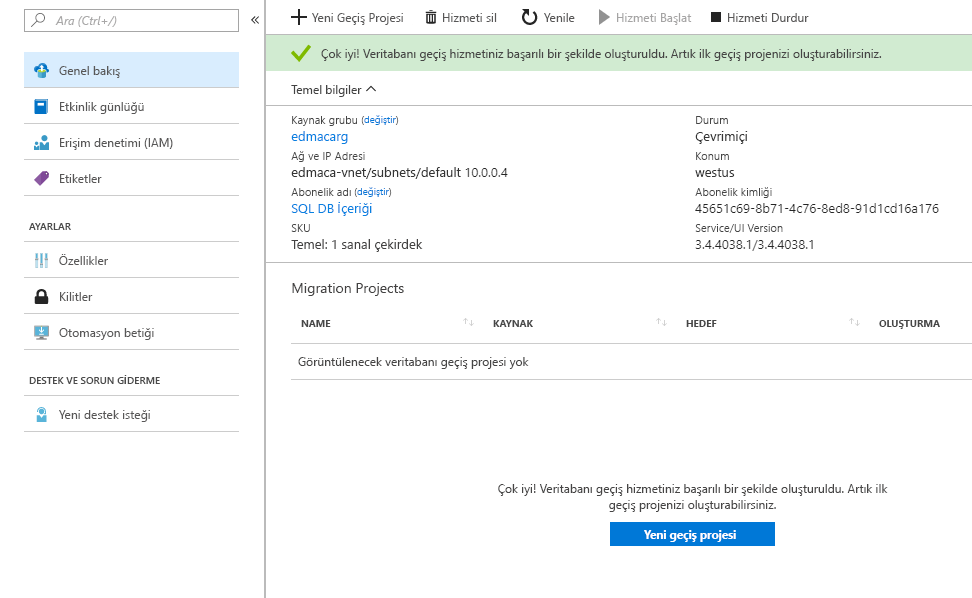 Ara (Ctrl+/)
«
Genel bakış
Etkinlik günlüğü
Erişim denetimi (IAM)
Etiketler
AYARLAR
Özellikler
Kilitler
Otomasyon betiği
DESTEK VE SORUN GİDERME
Yeni destek isteği
Yeni Geçiş Projesi Hizmeti sil Yenile Hizmeti Başlat Hizmeti Durdur
Çok iyi! Veritabanı geçiş hizmetiniz başarılı bir şekilde oluşturuldu. Artık ilk geçiş projenizi oluşturabilirsiniz.
Temel bilgiler
Kaynak grubu (değiştir)
edmacarg
Ağ ve IP Adresi
edmaca-vnet/subnets/default 10.0.0.4
Abonelik adı (değiştir)
SQL DB İçeriği
SKU
Temel: 1 sanal çekirdek
Durum
Çevrimiçi
Konum
westus
Abonelik kimliği
45651c69-8b71-4c76-8ed8-91d1cd16a176
Service/UI Version
3.4.4038.1/3.4.4038.1
Migration Projects
NAME KAYNAK HEDEF OLUŞTURMA
Görüntülenecek veritabanı geçiş projesi yok
Çok iyi! Veritabanı geçiş hizmetiniz başarılı bir şekilde oluşturuldu. Artık ilk
geçiş projenizi oluşturabilirsiniz.
Yeni geçiş projesi